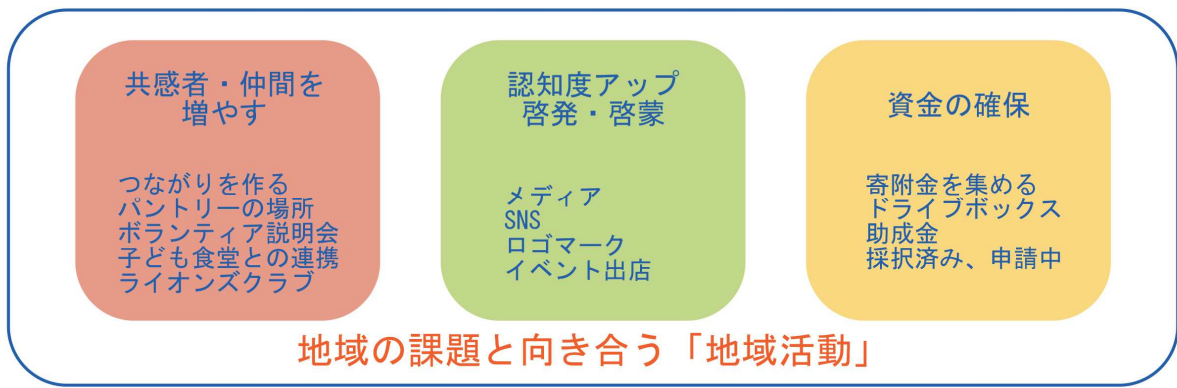 共感者・仲間を
増やす
つながりを作る
パントリーの場所
ボランティア説明会
子ども食堂との連携
ライオンズクラブ
認知度アップ
啓発・啓蒙
メディア
SNS
ロゴマーク
イベント出店
資金の確保
寄附金を集める
ドライブボックス
助成金
採択済み、申請中
地域の課題と向き合う「地域活動」